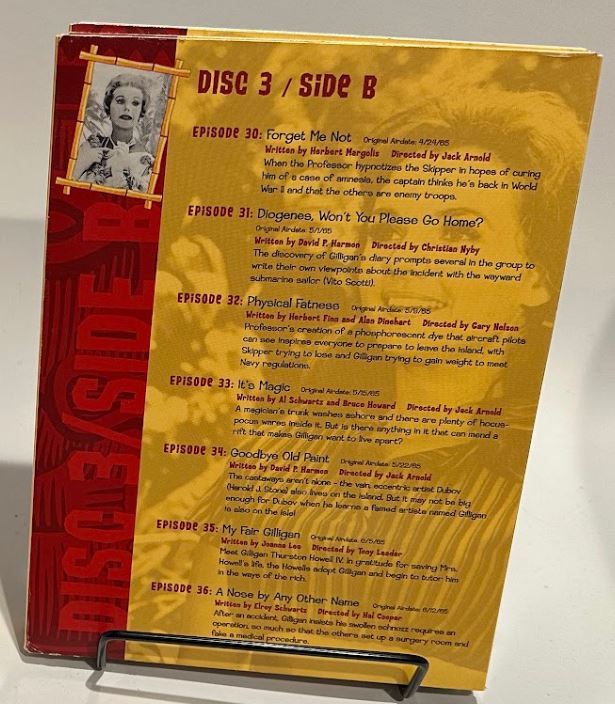 DISC 3 / SIDE B
DISC 3 / SIDE B
EPISODE 30: Forget Me Not Original Airdate: 4/24/65
Written by Herbert Margolis Directed by Jack Arnold
When the Professor hypnotizes the Skipper in hopes of curing
him of a case of amnesia, the captain thinks he's back in World
War II and that the others are enemy troops.
EPISODE 31: Diogenes, Won't You Please Go Home?
Original Airdate: 5/1/65
Written by David P. Harmon Directed by Christian Nyby
The discovery of Gilligan's diary prompts several in the group to
write their own viewpoints about the incident with the wayward
submarine sailor (Vito Scotti).
EPISODE 32: Physical Fatness Original Airdate: 5/8/65
Written by Herbert Finn and Alan Dinehart Directed by Gary Nelson
Professor's creation of a phosphorescent dye that aircraft pilots
can see inspires everyone to prepare to leave the island, with
Skipper trying to lose and Gilligan trying to gain weight to meet
Navy regulations.
EPISODE 33: It's Magic Original Airdate: 5/15/65
Written by Al Schwartz and Bruce Howard Directed by Jack Arnold
A magician's trunk washes ashore and there are plenty of hocus-
pocus wares inside it. But is there anything in it that can mend a
rift that makes Gilligan want to live apart?
EPISODE 34: Goodbye Old Paint Original Airdate: 5/22/65
Written by David P. Harmon Directed by Jack Arnold
The castaways aren't alone - the vain, eccentric artist Dubov
(Harold J. Stone) also lives on the island. But it may not be big
enough for Dubov when he learns a famed artiste named Gilligan
is also on the isle!
EPISODE 35: My Fair Gilligan Original Airdate: 6/5/65
Written by Joanna Lee Directed by Tony Leader
Meet Gilligan Thurston Howell IV. In gratitude for saving Mrs.
Howell's life, the Howells adopt Gilligan and begin to tutor him
in the ways of the rich.
EPISODE 36: A Nose by Any Other Name Original Airdate: 6/12/65
Written by Elroy Schwartz Directed by Hal Cooper
After an accident, Gilligan insists his swollen schnozz requires an
operation, so much so that the others set up a surgery room and
fake a medical procedure.